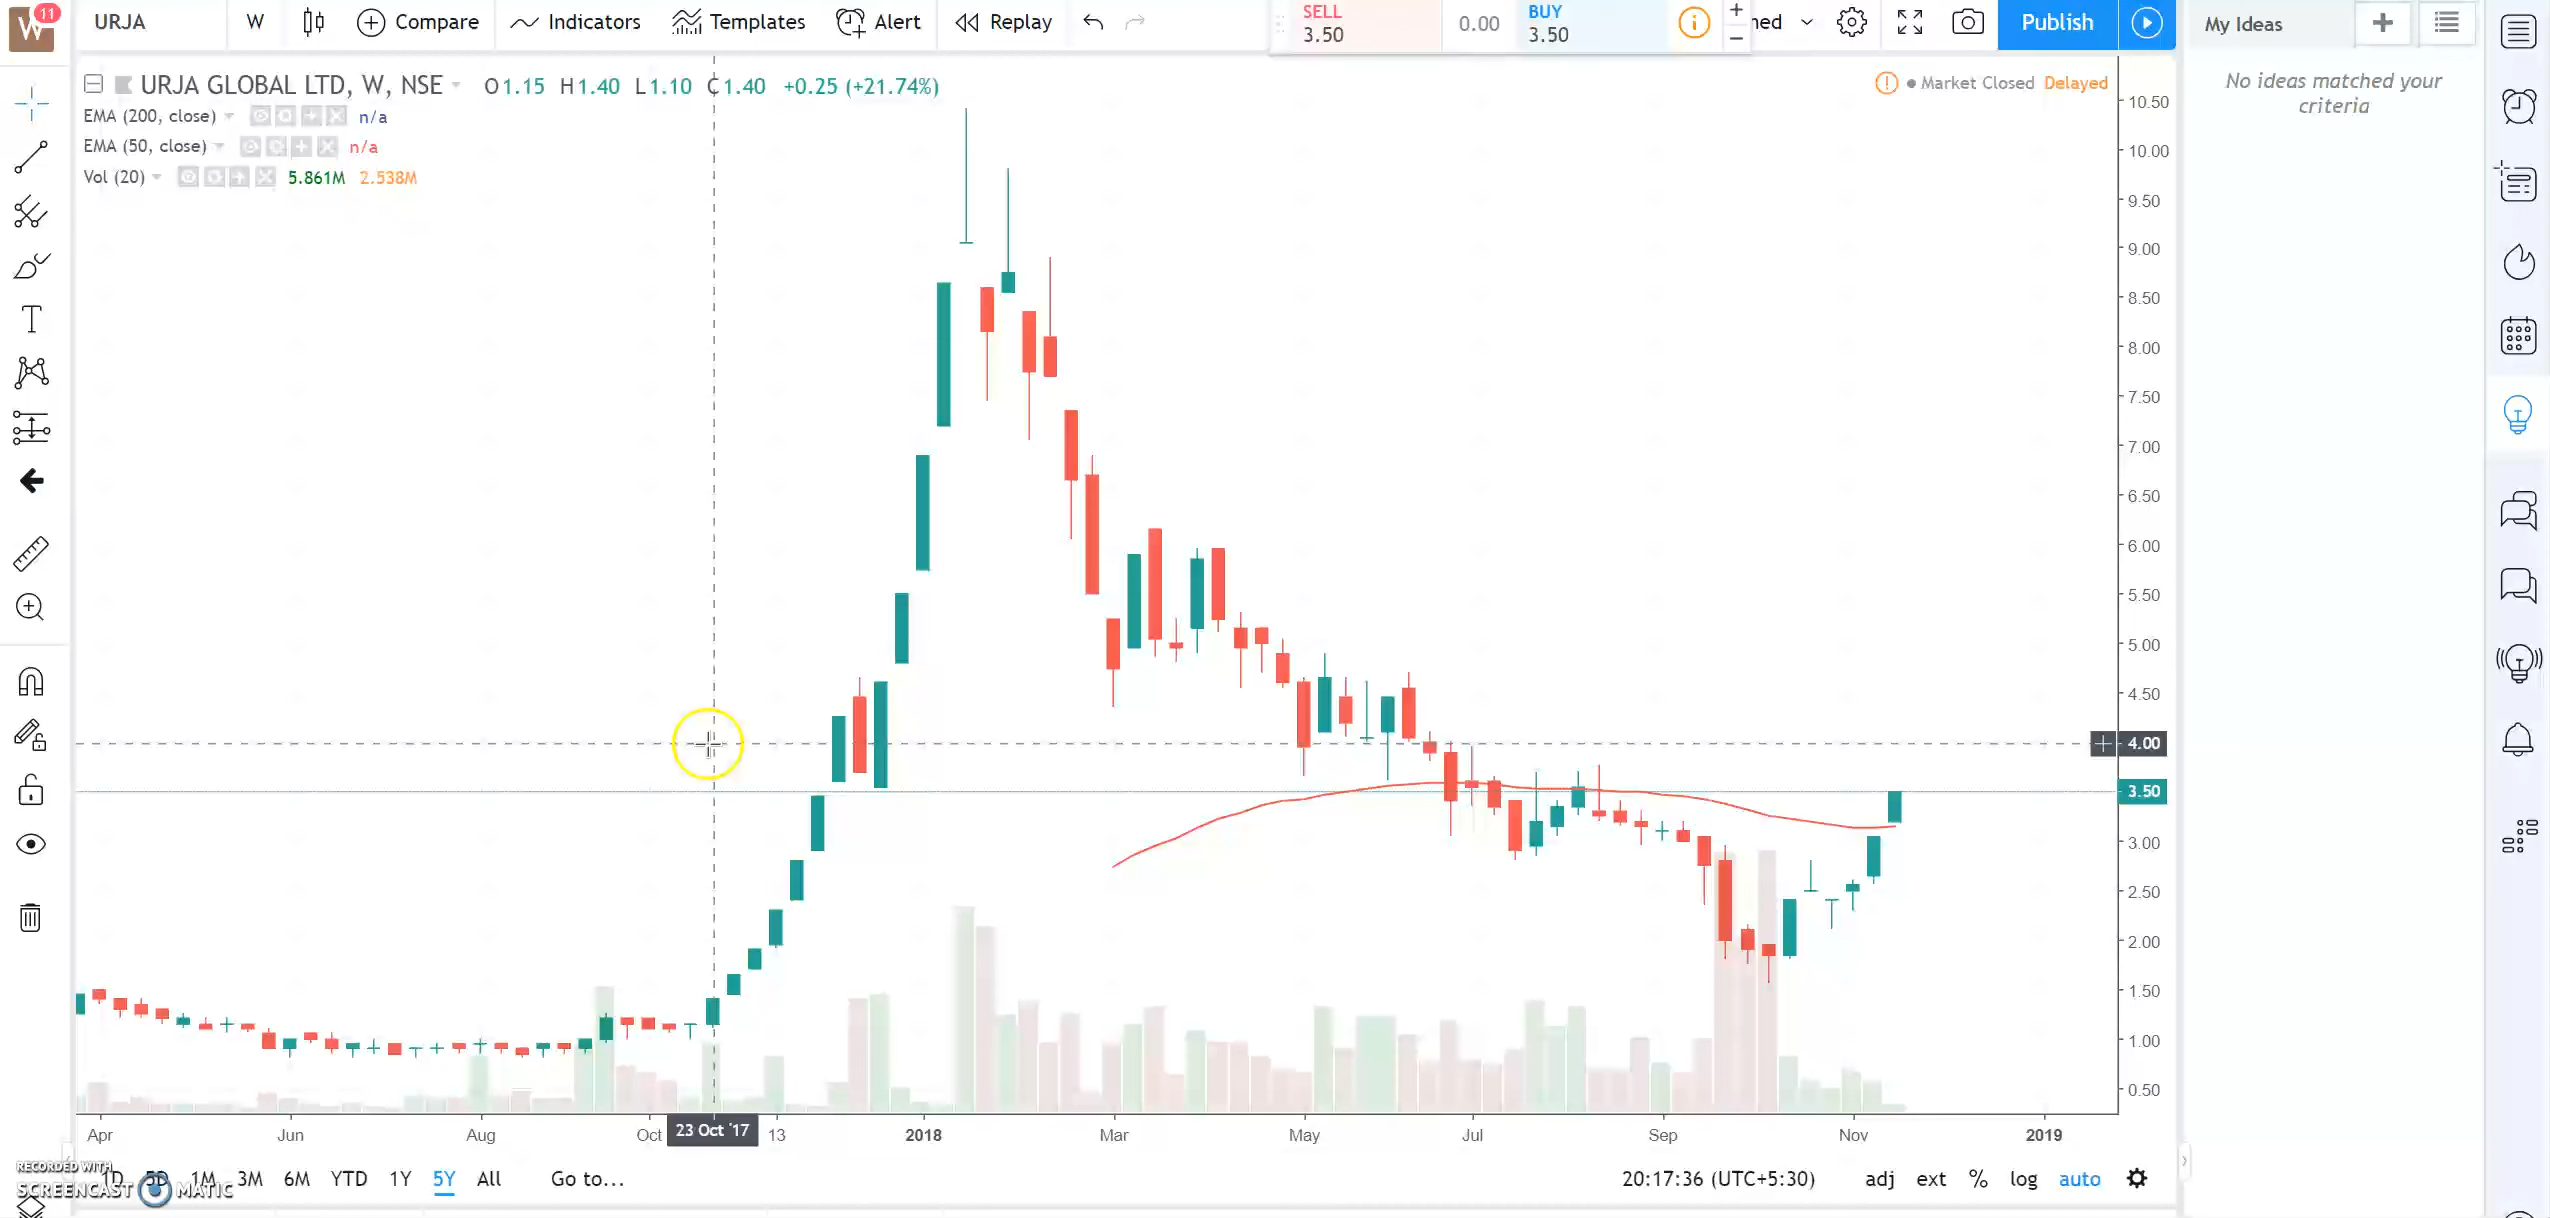 W 11
URJA W Compare Indicators Templates Alert Replay
SELL 3.50 0.00 BUY 3.50
Publish
My Ideas
No ideas matched your
criteria
URJA GLOBAL LTD, W, NSE O1.15 H1.40 L1.10 C1.40 +0.25 (+21.74%)
Market Closed Delayed
EMA (200, close) n/a
EMA (50, close) n/a
Vol (20) 5.861M 2.538M
10.50
10.00
9.50
9.00
8.50
8.00
7.50
7.00
6.50
6.00
5.50
5.00
4.50
4.00
3.50
3.00
2.50
2.00
1.50
1.00
0.50
Apr Jun Aug Oct 23 Oct '17 13 2018 Mar May Jul Sep Nov 2019
RECORDED WITH
1D 5D 1M 3M 6M YTD 1Y 5Y All Go to... 20:17:36 (UTC+5:30) adj ext % log auto
SCREENCAST MATIC